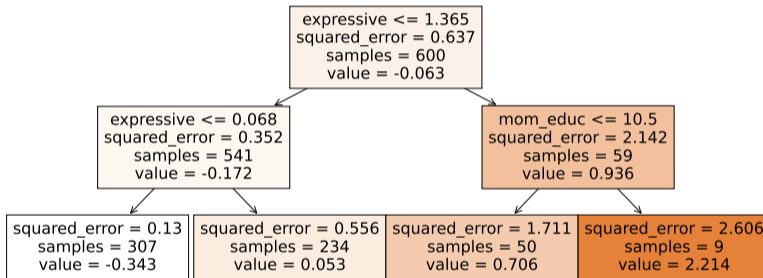 expressive <= 1.365
squared_error = 0.637
samples = 600
value = -0.063
expressive <= 0.068
squared_error = 0.352
samples = 541
value = -0.172
mom_educ <= 10.5
squared_error = 2.142
samples = 59
value = 0.936
squared_error = 0.13
samples = 307
value = -0.343
squared_error = 0.556
samples = 234
value = 0.053
squared_error = 1.711
samples = 50
value = 0.706
squared_error = 2.606
samples = 9
value = 2.214